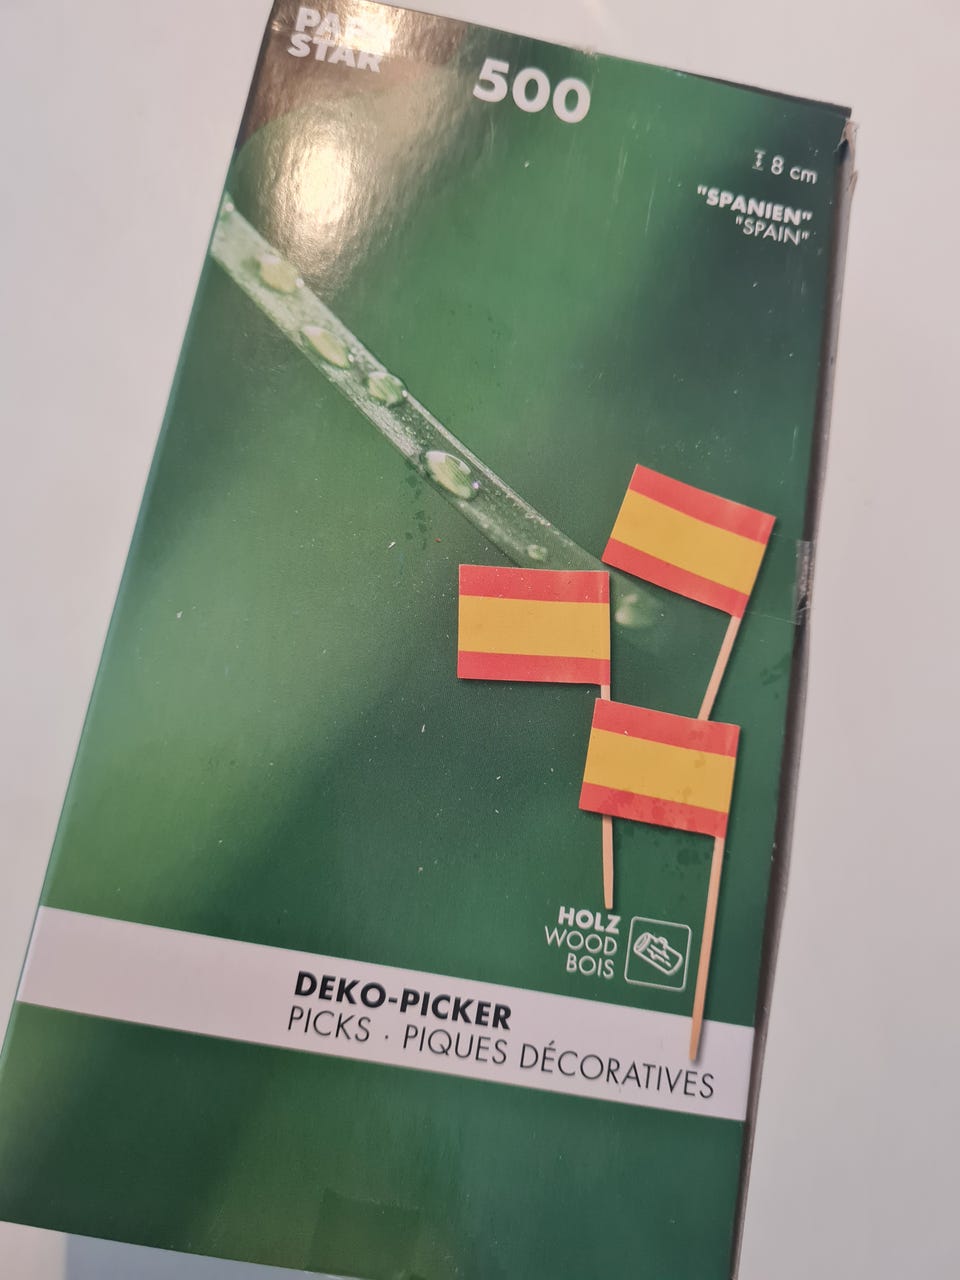 PAP STAR
500
8 cm
"SPANIEN"
"SPAIN"
HOLZ
WOOD
BOIS
DEKO-PICKER
PICKS · PIQUES DÉCORATIVES